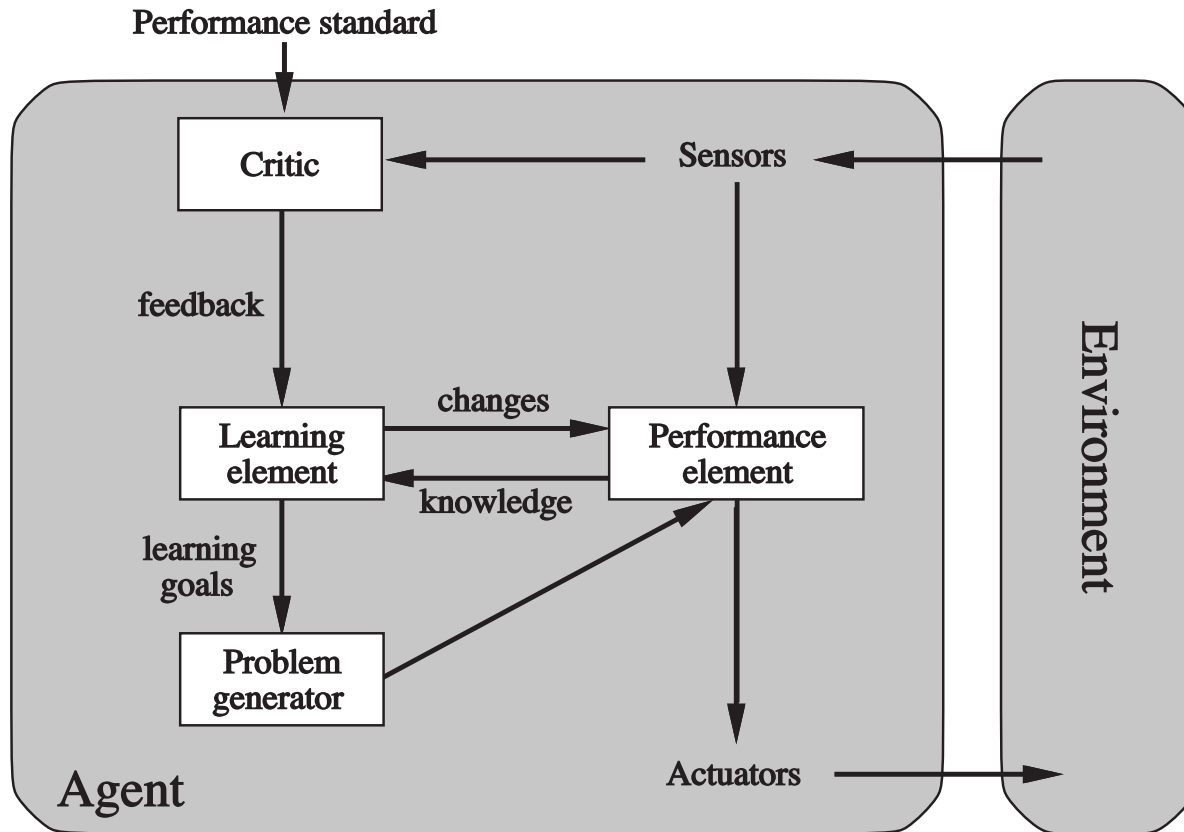 Performance standard
Critic
Sensors
feedback
changes
Learning
element
Performance
element
knowledge
learning
goals
Problem
generator
Actuators
Agent
Environment